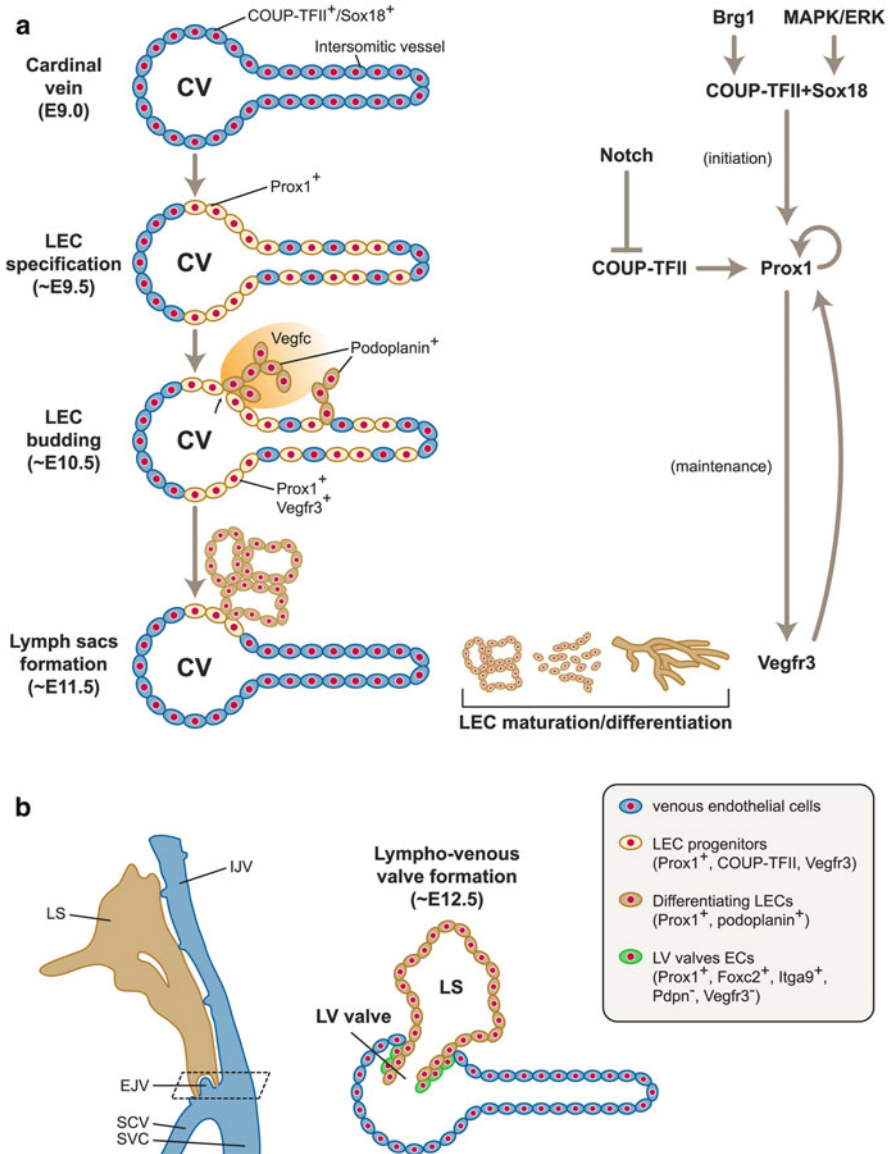 a
COUP-TFII⁺/Sox18⁺
Intersomitic vessel
Cardinal
vein
(E9.0)
CV
Prox1⁺
LEC
specification
(~E9.5)
CV
Vegfc
Podoplanin⁺
LEC
budding
(~E10.5)
CV
Prox1⁺
Vegfr3⁺
Lymph sacs
formation
(~E11.5)
CV
Brg1
MAPK/ERK
COUP-TFII+Sox18
Notch
(initiation)
COUP-TFII
Prox1
(maintenance)
Vegfr3
LEC maturation/differentiation
b
IJV
LS
EJV
SCV
SVC
Lympho-venous
valve formation
(~E12.5)
LS
LV valve
venous endothelial cells
LEC progenitors
(Prox1⁺, COUP-TFII, Vegfr3)
Differentiating LECs
(Prox1⁺, podoplanin⁺)
LV valves ECs
(Prox1⁺, Foxc2⁺, Itga9⁺,
Pdpn⁻, Vegfr3⁻)